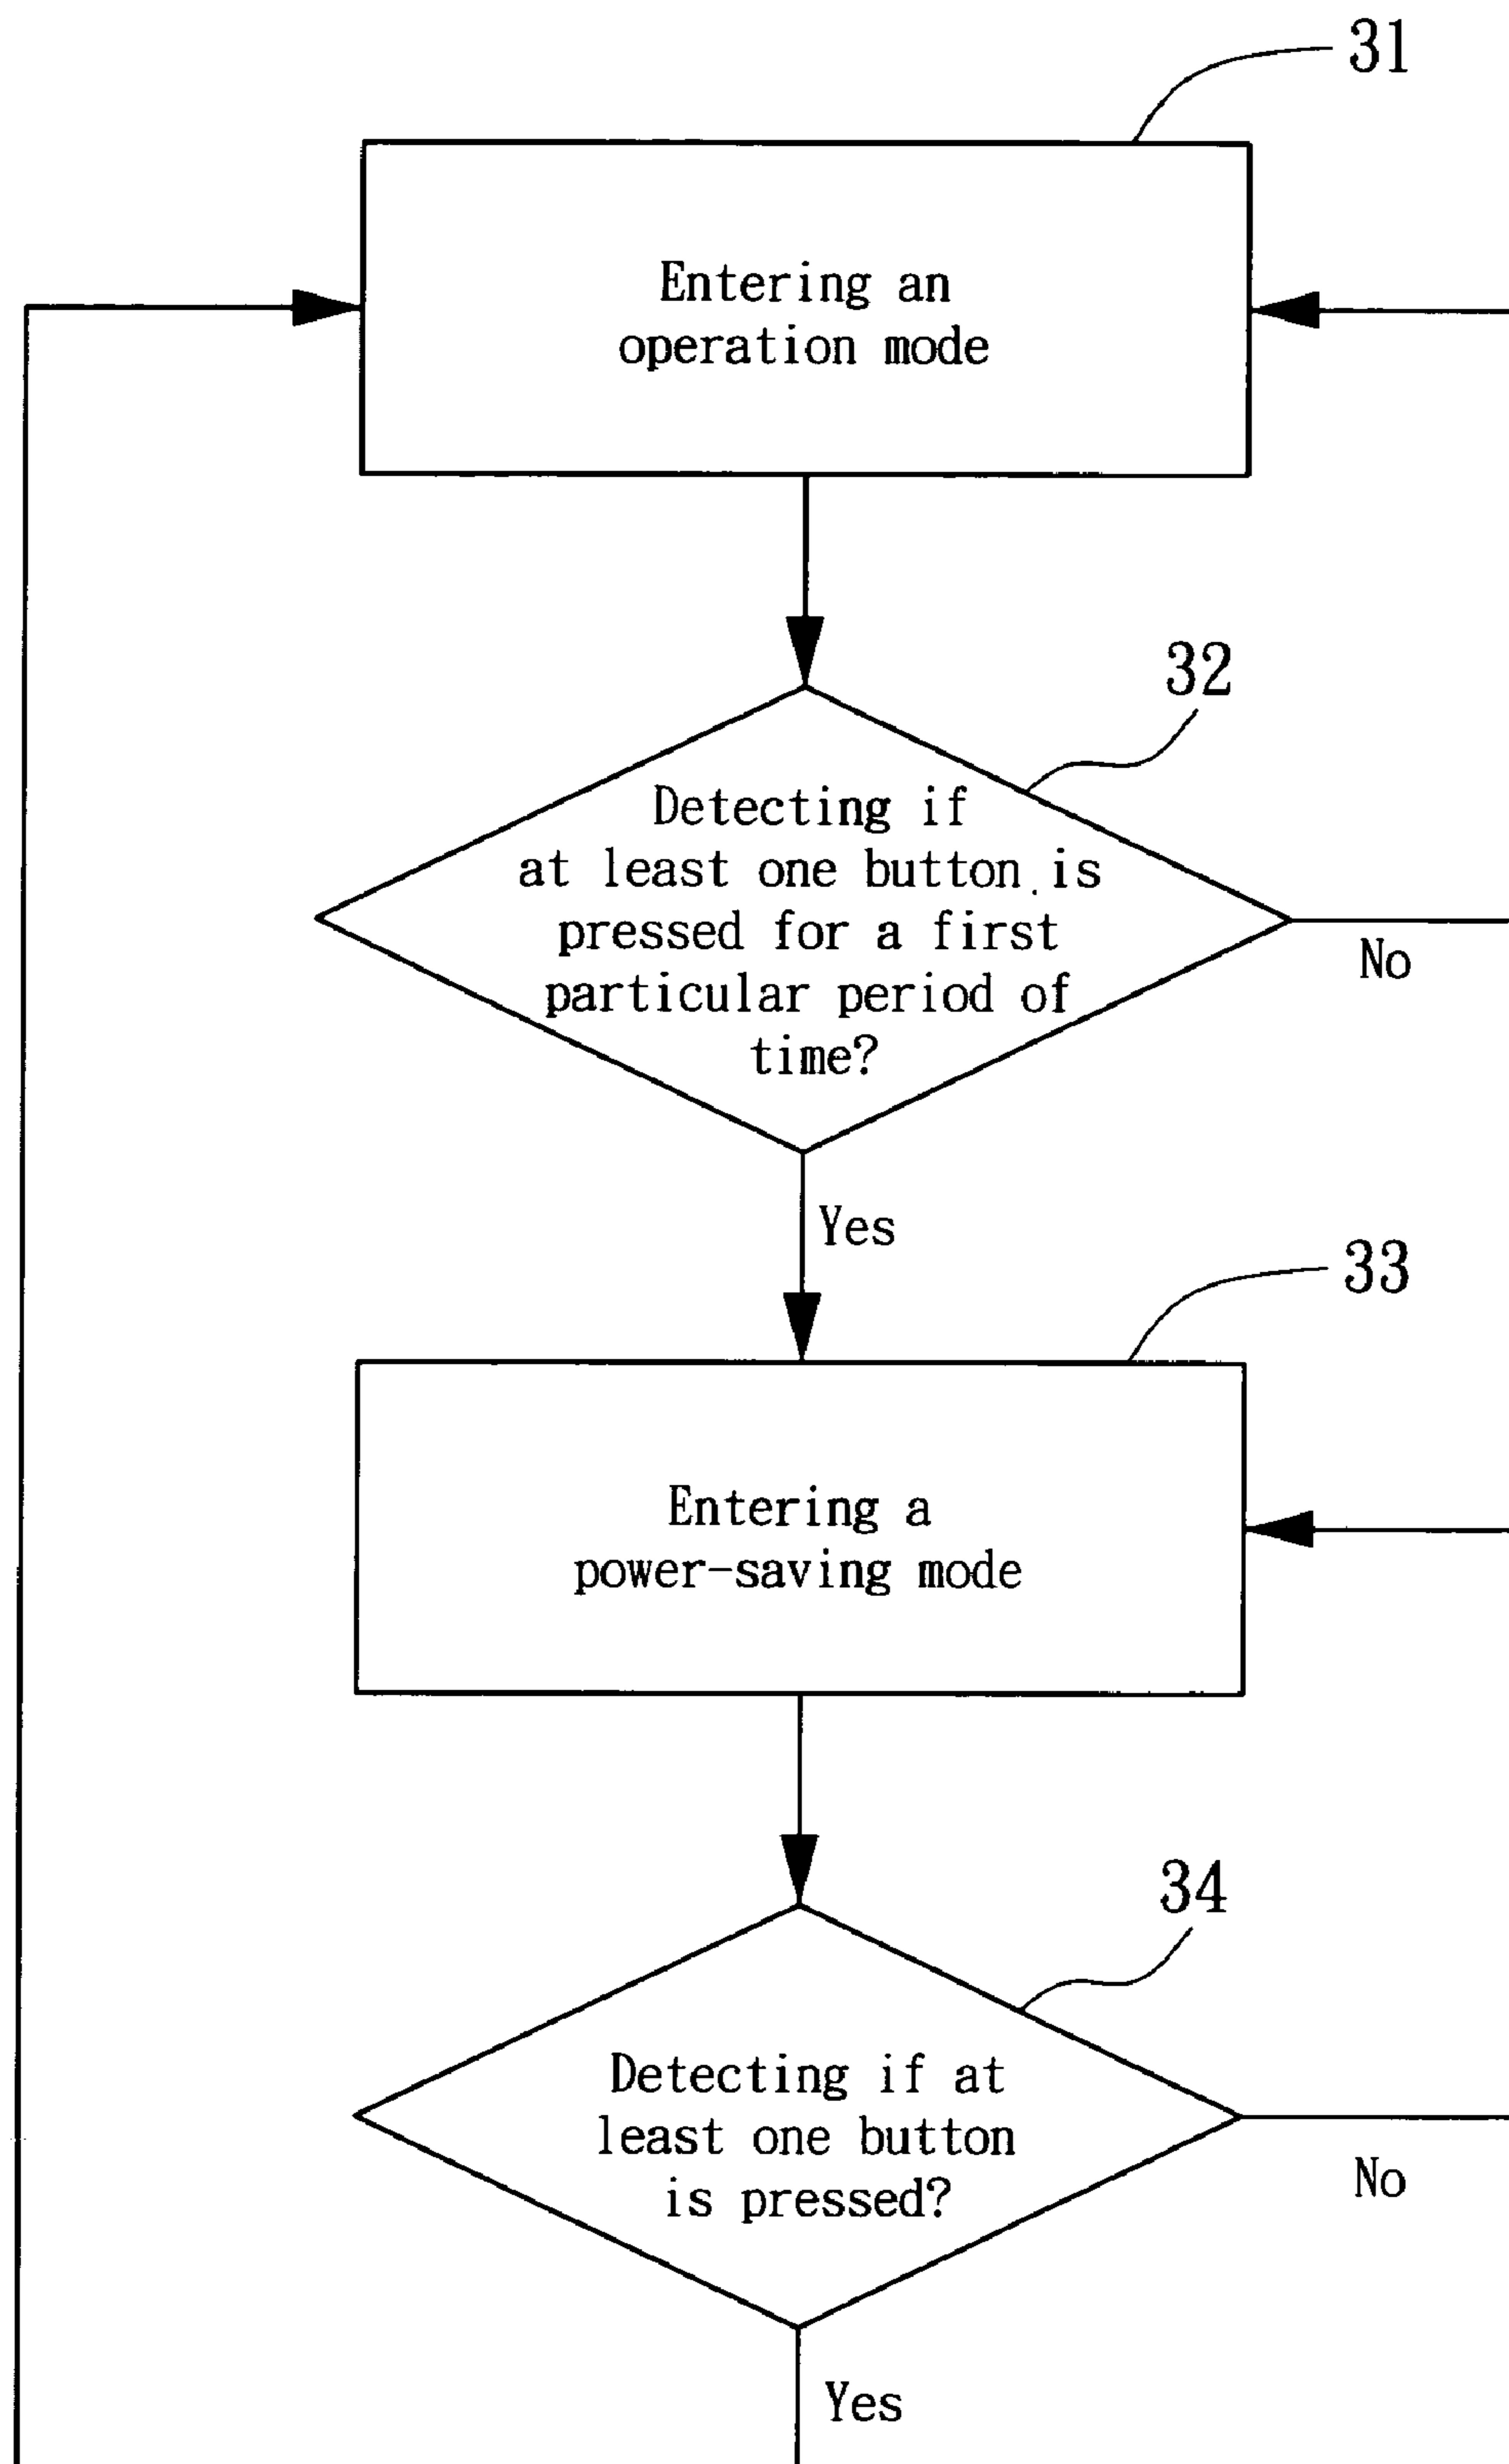 31
Entering an
operation mode
32
Detecting if
at least one button is
pressed for a first
particular period of
time?
No
Yes
33
Entering a
power-saving mode
34
Detecting if at
least one button
is pressed?
No
Yes